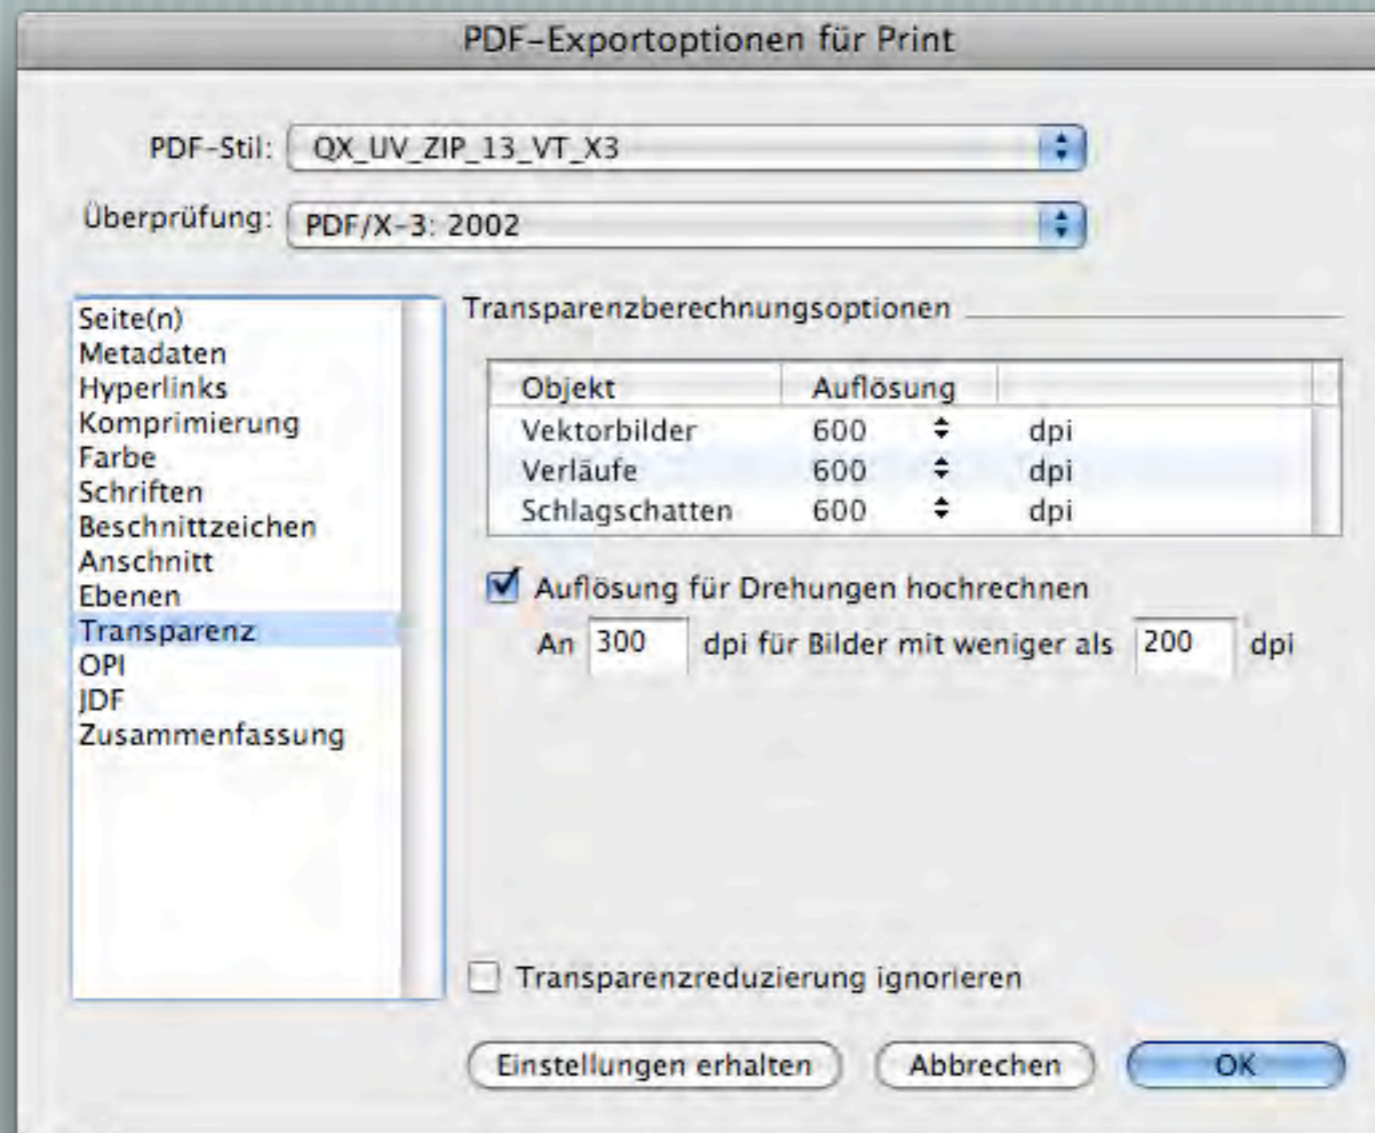 PDF-Exportoptionen für Print
PDF-Stil: QX_UV_ZIP_13_VT_X3
Überprüfung: PDF/X-3: 2002
Seite(n)
Metadaten
Hyperlinks
Komprimierung
Farbe
Schriften
Beschnittzeichen
Anschnitt
Ebenen
Transparenz
OPI
JDF
Zusammenfassung
Transparenzberechnungsoptionen
Objekt Auflösung
Vektorbilder 600 dpi
Verläufe 600 dpi
Schlagschatten 600 dpi
Auflösung für Drehungen hochrechnen
An 300 dpi für Bilder mit weniger als 200 dpi
Transparenzreduzierung ignorieren
Einstellungen erhalten Abbrechen OK